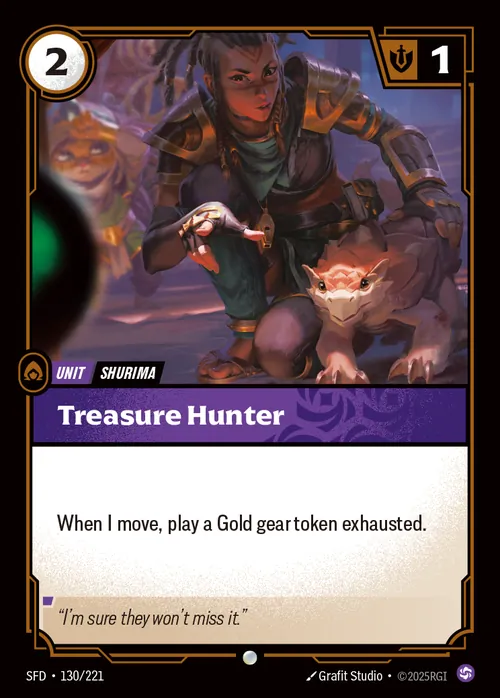 2
1
UNIT SHURIMA
Treasure Hunter
When I move, play a Gold gear token exhausted.
“I’m sure they won’t miss it.”
SFD • 130/221 Grafit Studio • ©2025RGI